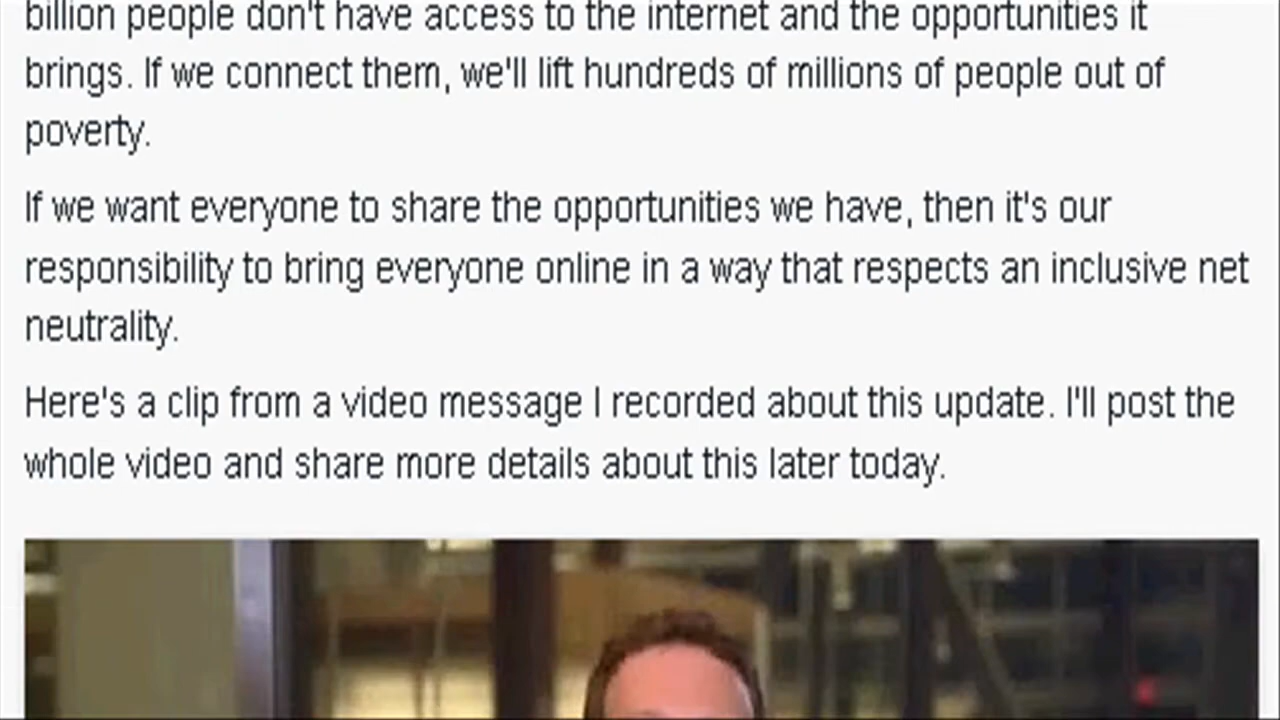 billion people don't have access to the internet and the opportunities it
brings. If we connect them, we'll lift hundreds of millions of people out of
poverty.
If we want everyone to share the opportunities we have, then it's our
responsibility to bring everyone online in a way that respects an inclusive net
neutrality.
Here's a clip from a video message I recorded about this update. I'll post the
whole video and share more details about this later today.